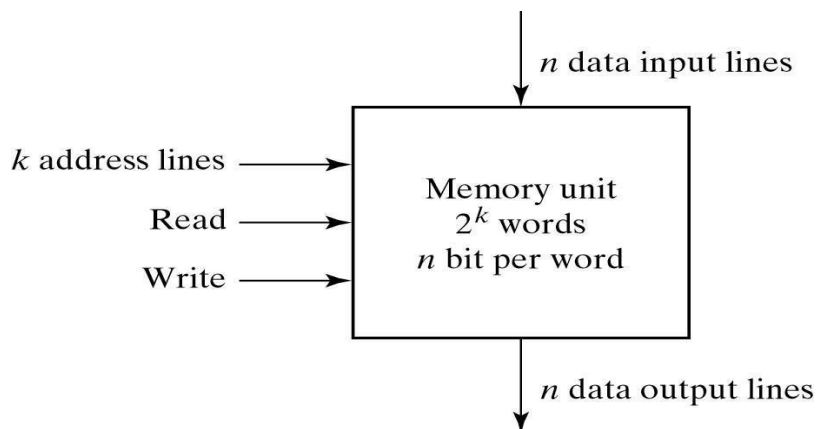 n data input lines
k address lines
Read
Write
Memory unit
2^k words
n bit per word
n data output lines